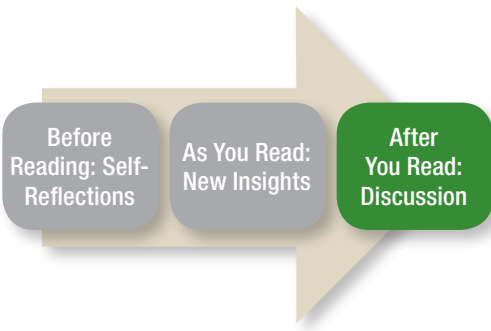 Before
Reading: Self-
Reflections
As You Read:
New Insights
After
You Read:
Discussion